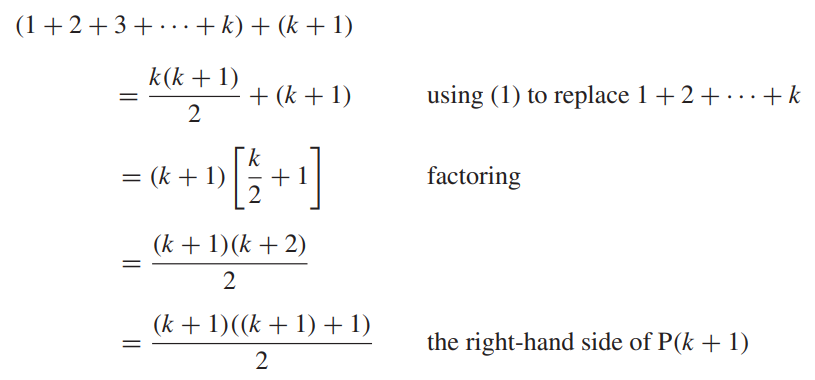 (1 + 2 + 3 + · · · + k) + (k + 1)
= k(k + 1)/2 + (k + 1) using (1) to replace 1 + 2 + · · · + k
= (k + 1) [k/2 + 1] factoring
= (k + 1)(k + 2)/2
= (k + 1)((k + 1) + 1)/2 the right-hand side of P(k + 1)